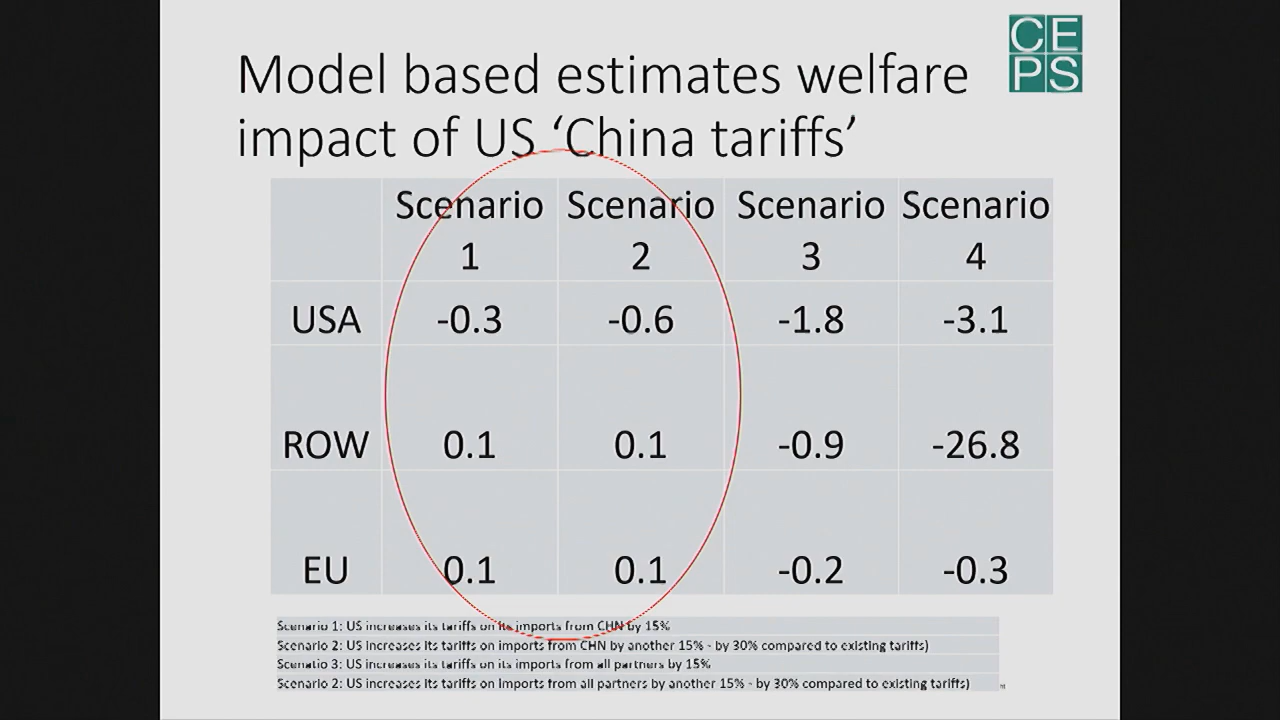 CE
PS
Model based estimates welfare
impact of US ‘China tariffs’
Scenario Scenario Scenario Scenario
1 2 3 4
USA -0.3 -0.6 -1.8 -3.1
ROW 0.1 0.1 -0.9 -26.8
EU 0.1 0.1 -0.2 -0.3
Scenario 1: US increases its tariffs on its imports from CHN by 15%
Scenario 2: US increases its tariffs on imports from CHN by another 15% - by 30% compared to existing tariffs)
Scenario 3: US increases its tariffs on its imports from all partners by 15%
Scenario 2: US increases its tariffs on imports from all partners by another 15% - by 30% compared to existing tariffs)